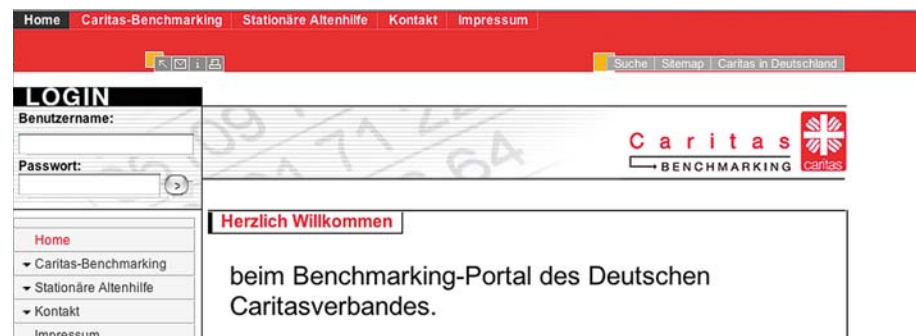 Home Caritas-Benchmarking Stationäre Altenhilfe Kontakt Impressum
Suche Sitemap Caritas in Deutschland
LOGIN
Benutzername:
Passwort:
Caritas
BENCHMARKING
caritas
Herzlich Willkommen
Home
Caritas-Benchmarking
Stationäre Altenhilfe
Kontakt
Impressum
beim Benchmarking-Portal des Deutschen
Caritasverbandes.